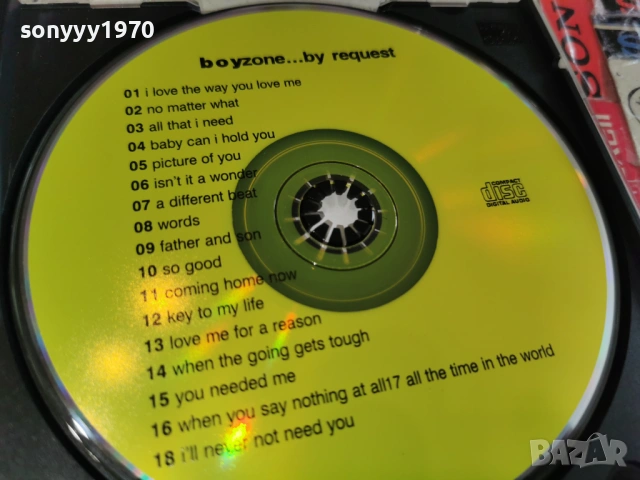 sonyyy1970
boyzone...by request
01 i love the way you love me
02 no matter what
03 all that i need
04 baby can i hold you
05 picture of you
06 isn't it a wonder
07 a different beat
08 words
09 father and son
10 so good
11 coming home now
12 key to my life
13 love me for a reason
14 when the going gets tough
15 you needed me
16 when you say nothing at all17 all the time in the world
18 i'll never not need you
COMPACT
disc
DIGITAL AUDIO
SON
BAZAR